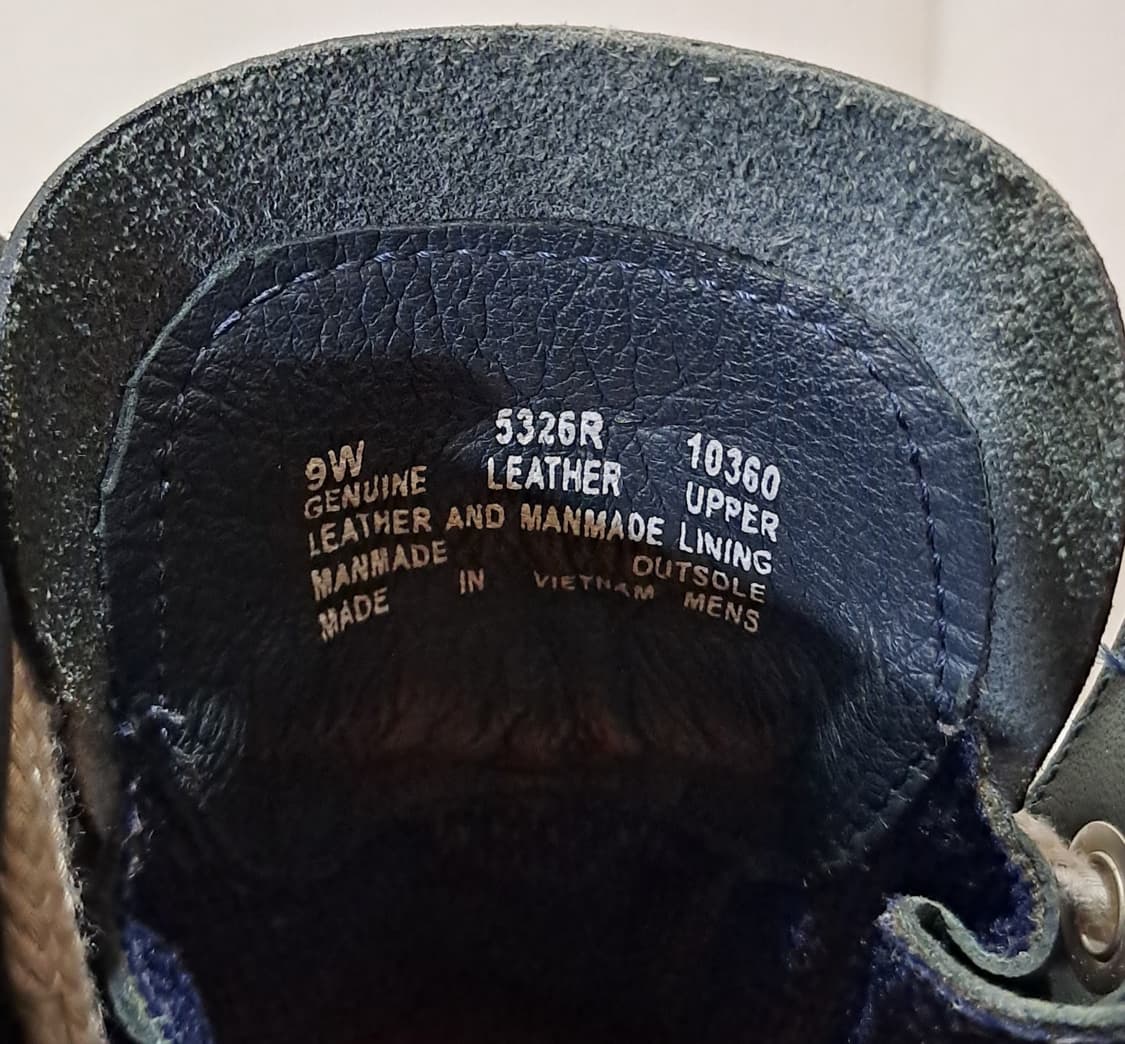 9W 5326R 10360
GENUINE LEATHER UPPER
LEATHER AND MANMADE LINING
MANMADE OUTSOLE
MADE IN VIETNAM MENS